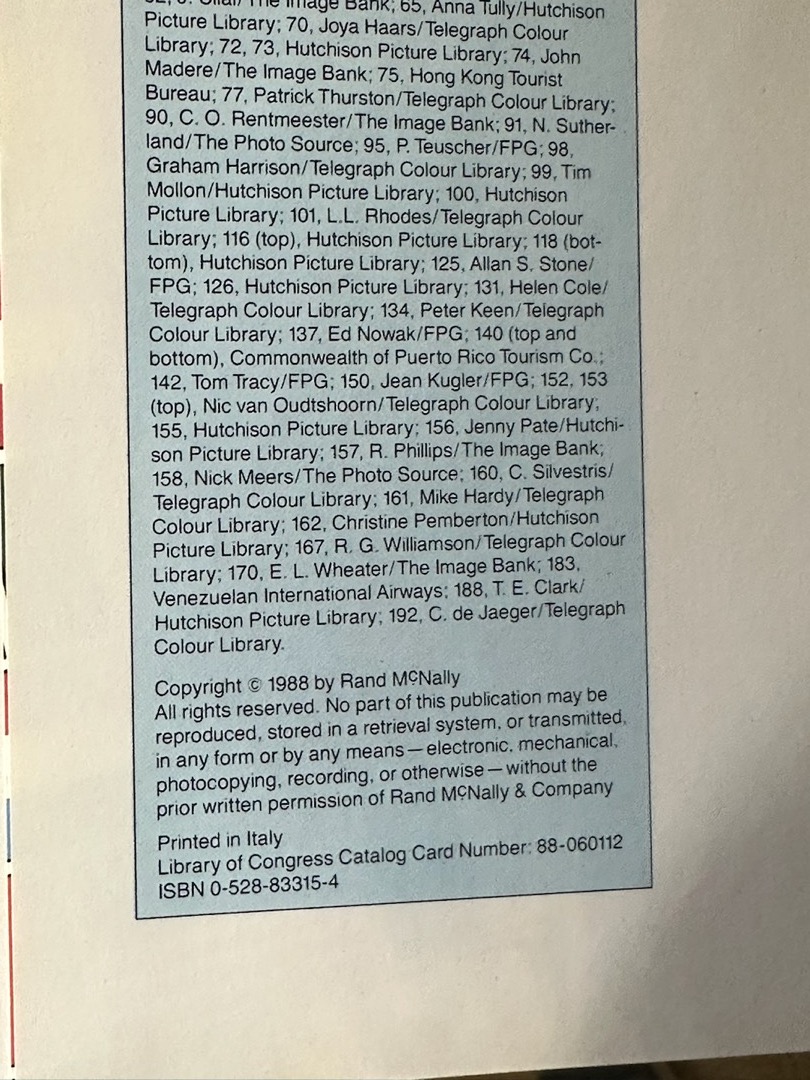 The Image Bank; 65, Anna Tully/Hutchison
Picture Library; 70, Joya Haars/Telegraph Colour
Library; 72, 73, Hutchison Picture Library; 74, John
Madere/The Image Bank; 75, Hong Kong Tourist
Bureau; 77, Patrick Thurston/Telegraph Colour Library;
90, C. O. Rentmeester/The Image Bank; 91, N. Suther-
land/The Photo Source; 95, P. Teuscher/FPG; 98,
Graham Harrison/Telegraph Colour Library; 99, Tim
Mollon/Hutchison Picture Library; 100, Hutchison
Picture Library; 101, L.L. Rhodes/Telegraph Colour
Library; 116 (top), Hutchison Picture Library; 118 (bot-
tom), Hutchison Picture Library; 125, Allan S. Stone/
FPG; 126, Hutchison Picture Library; 131, Helen Cole/
Telegraph Colour Library; 134, Peter Keen/Telegraph
Colour Library; 137, Ed Nowak/FPG; 140 (top and
bottom), Commonwealth of Puerto Rico Tourism Co.;
142, Tom Tracy/FPG; 150, Jean Kugler/FPG; 152, 153
(top), Nic van Oudtshoorn/Telegraph Colour Library;
155, Hutchison Picture Library; 156, Jenny Pate/Hutchi-
son Picture Library; 157, R. Phillips/The Image Bank;
158, Nick Meers/The Photo Source; 160, C. Silvestris/
Telegraph Colour Library; 161, Mike Hardy/Telegraph
Colour Library; 162, Christine Pemberton/Hutchison
Picture Library; 167, R. G. Williamson/Telegraph Colour
Library; 170, E. L. Wheater/The Image Bank; 183,
Venezuelan International Airways; 188, T. E. Clark/
Hutchison Picture Library; 192, C. de Jaeger/Telegraph
Colour Library.
Copyright © 1988 by Rand McNally
All rights reserved. No part of this publication may be
reproduced, stored in a retrieval system, or transmitted,
in any form or by any means—electronic, mechanical,
photocopying, recording, or otherwise—without the
prior written permission of Rand McNally & Company
Printed in Italy
Library of Congress Catalog Card Number: 88-060112
ISBN 0-528-83315-4